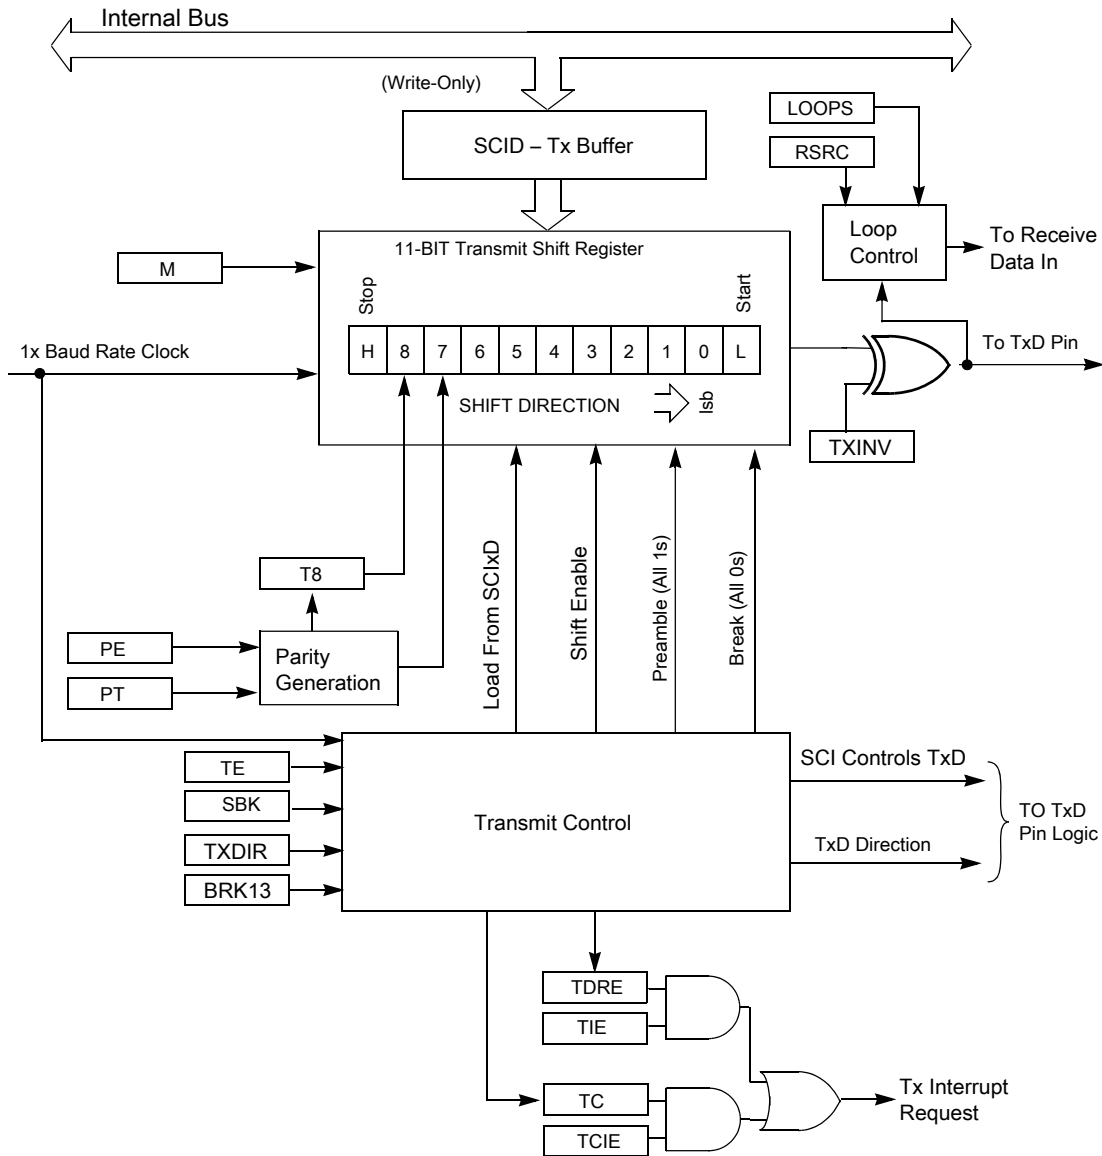 Internal Bus
(Write-Only)
SCID – Tx Buffer
LOOPS
RSRC
Loop
Control
To Receive
Data In
M
11-BIT Transmit Shift Register
Stop
Start
H 8 7 6 5 4 3 2 1 0 L
SHIFT DIRECTION
lsb
1x Baud Rate Clock
To TxD Pin
TXINV
T8
PE
PT
Parity
Generation
Load From SCIxD
Shift Enable
Preamble (All 1s)
Break (All 0s)
TE
SBK
TXDIR
BRK13
Transmit Control
SCI Controls TxD
TxD Direction
TO TxD
Pin Logic
TDRE
TIE
TC
TCIE
Tx Interrupt
Request